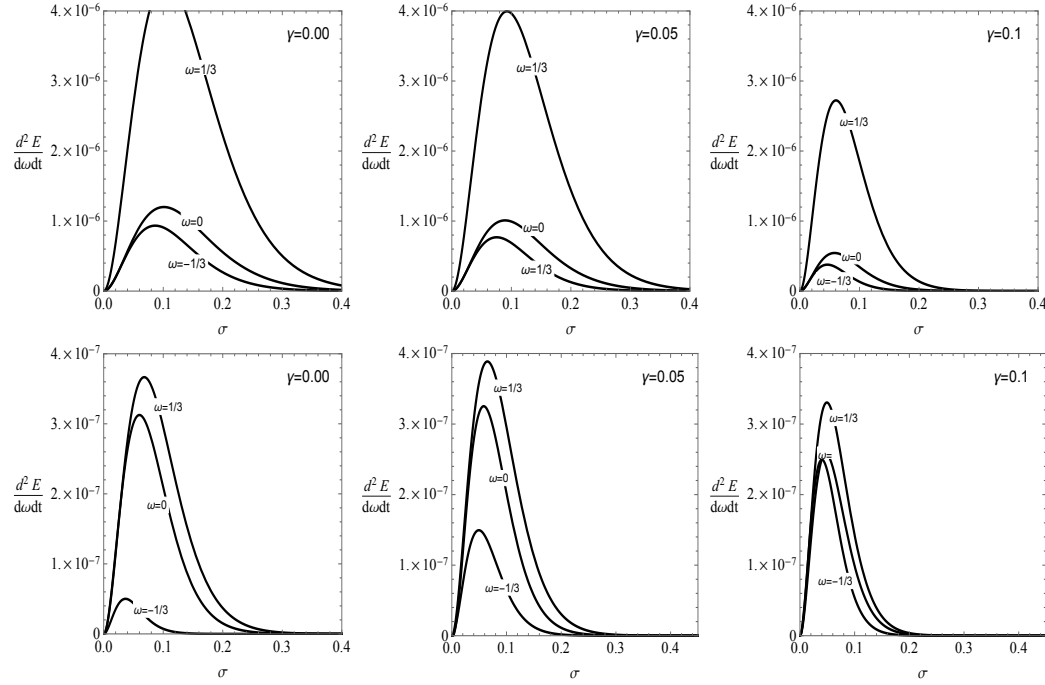 4.×10⁻⁶
3.×10⁻⁶
2.×10⁻⁶
1.×10⁻⁶
0
0.0 0.1 0.2 0.3 0.4
d² E
dωdt
σ
γ=0.00
ω=1/3
ω=0
ω=-1/3
4.×10⁻⁶
3.×10⁻⁶
2.×10⁻⁶
1.×10⁻⁶
0
0.0 0.1 0.2 0.3 0.4
d² E
dωdt
σ
γ=0.05
ω=1/3
ω=0
ω=1/3
4.×10⁻⁶
3.×10⁻⁶
2.×10⁻⁶
1.×10⁻⁶
0
0.0 0.1 0.2 0.3 0.4
d² E
dωdt
σ
γ=0.1
ω=1/3
ω=0
ω=-1/3
4.×10⁻⁷
3.×10⁻⁷
2.×10⁻⁷
1.×10⁻⁷
0
0.0 0.1 0.2 0.3 0.4
d² E
dωdt
σ
γ=0.00
ω=1/3
ω=0
ω=-1/3
4.×10⁻⁷
3.×10⁻⁷
2.×10⁻⁷
1.×10⁻⁷
0
0.0 0.1 0.2 0.3 0.4
d² E
dωdt
σ
γ=0.05
ω=1/3
ω=0
ω=-1/3
4.×10⁻⁷
3.×10⁻⁷
2.×10⁻⁷
1.×10⁻⁷
0
0.0 0.1 0.2 0.3 0.4
d² E
dωdt
σ
γ=0.1
ω=1/3
ω=
ω=-1/3